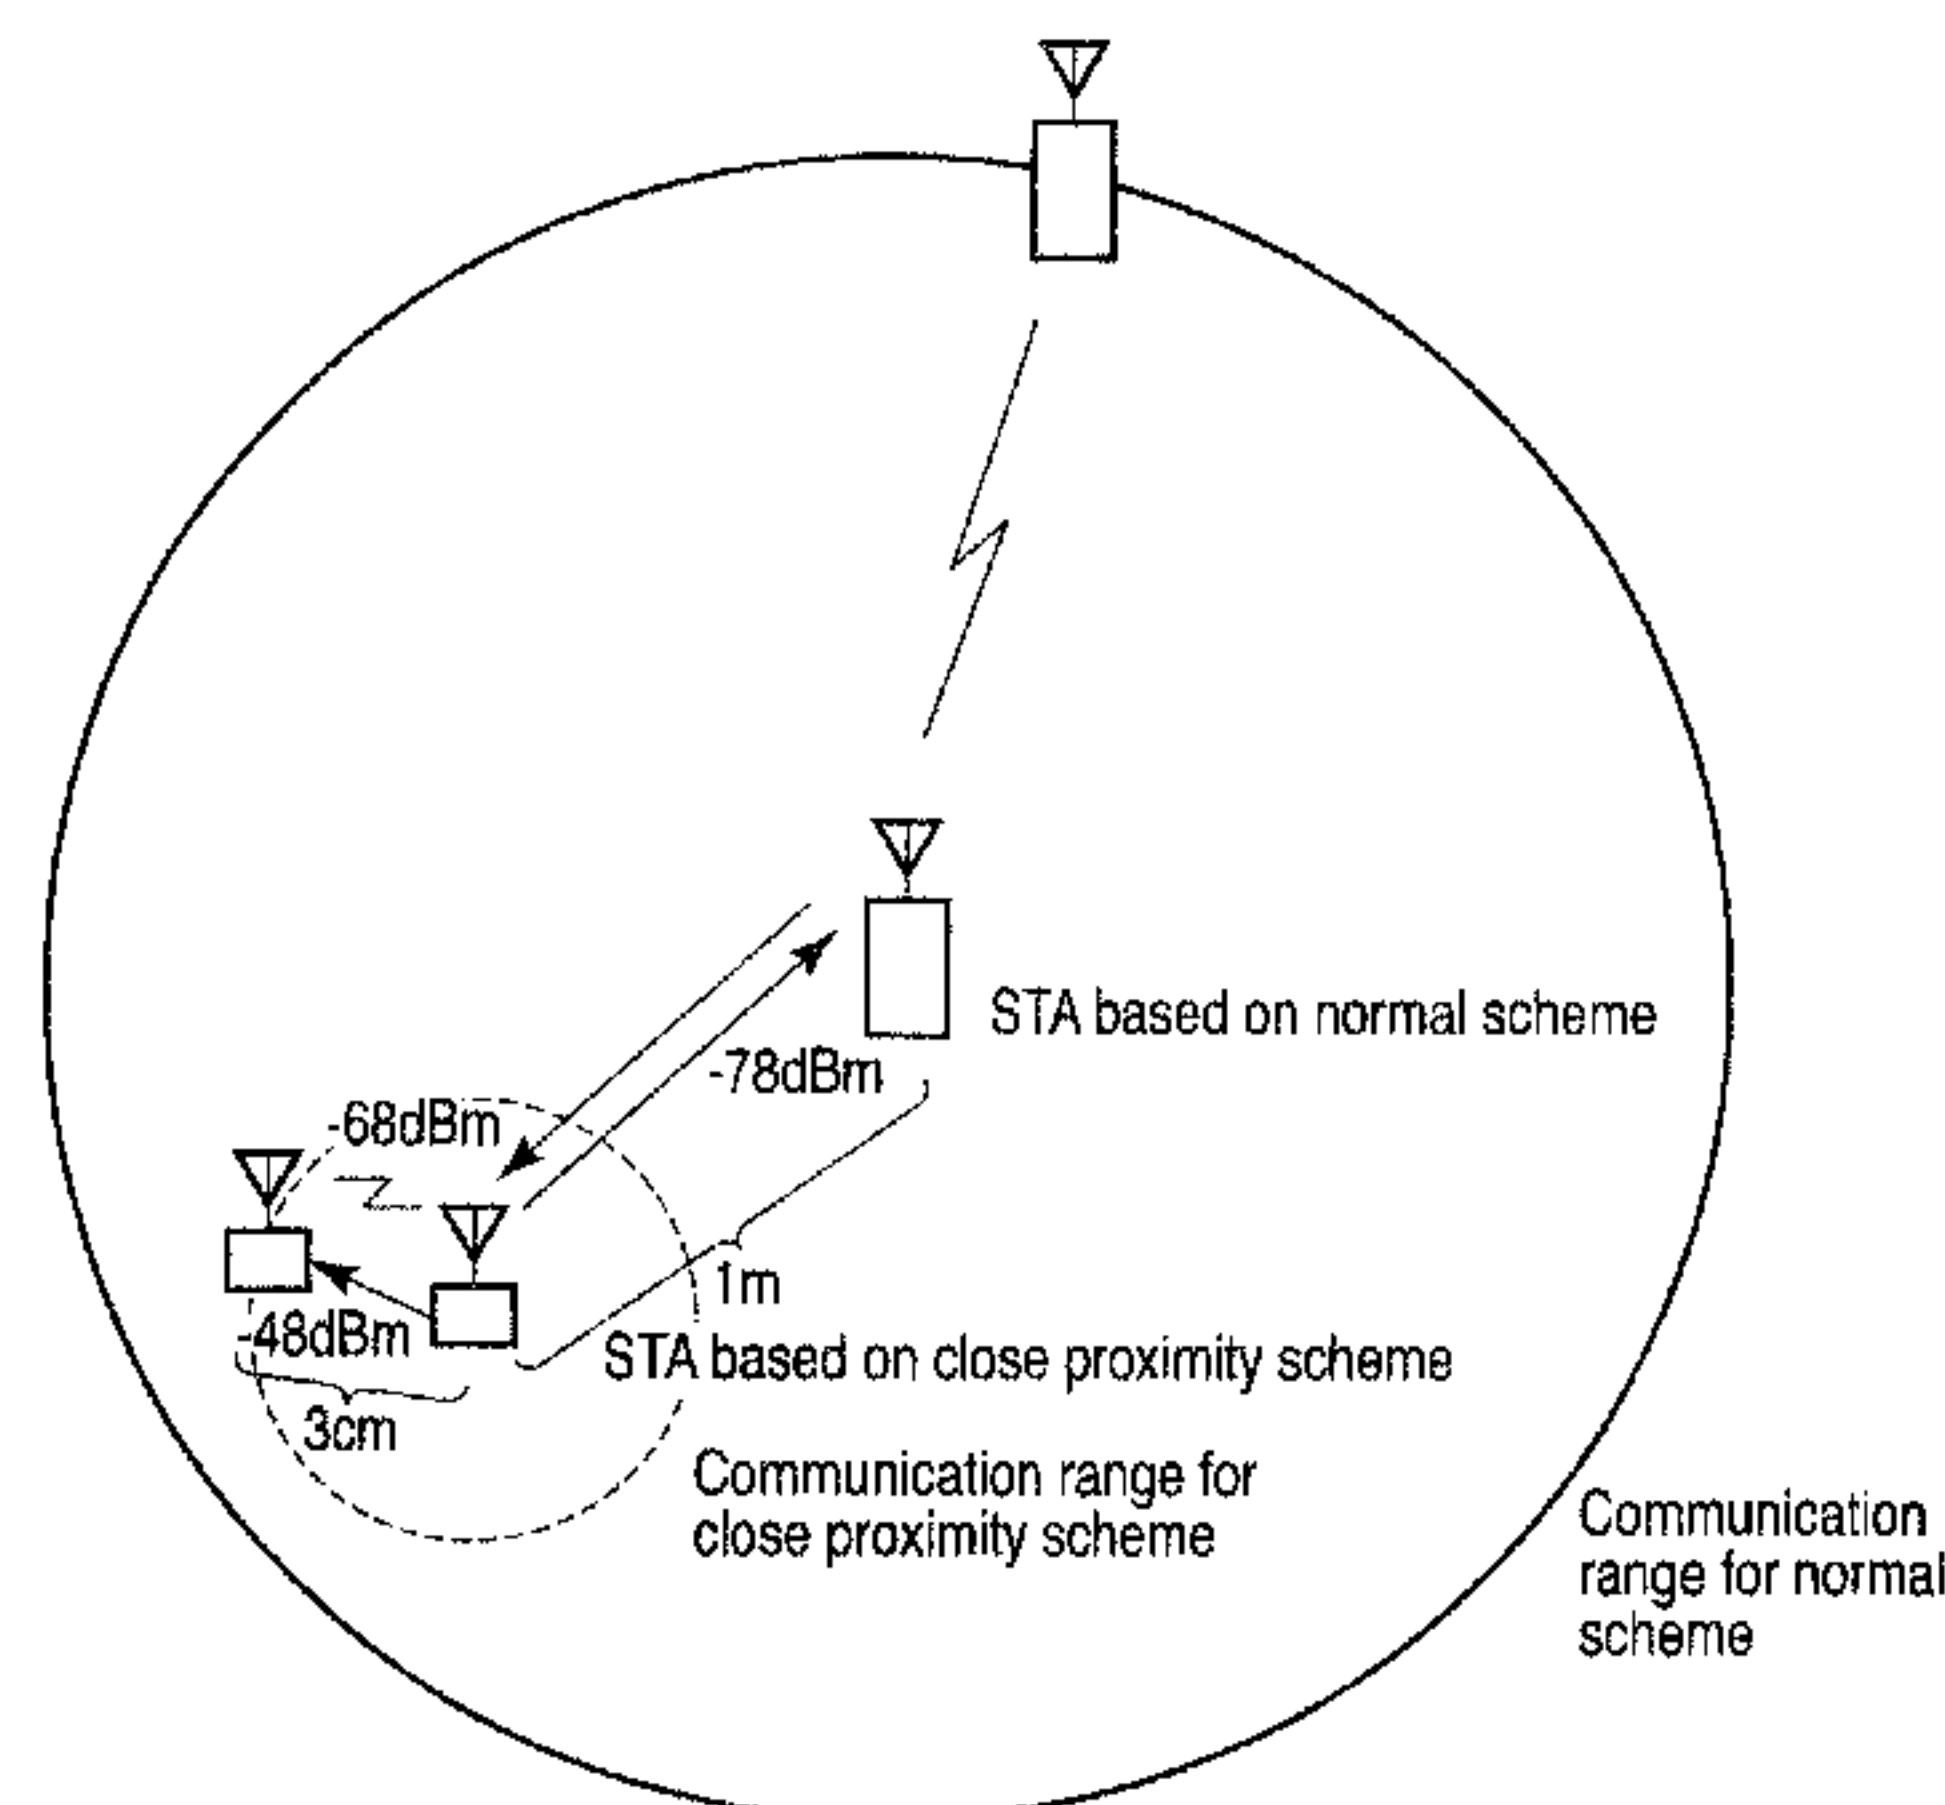 STA based on normal scheme
-78dBm
-68dBm
1m
-48dBm
STA based on close proximity scheme
3cm
Communication range for
close proximity scheme
Communication
range for normal
scheme